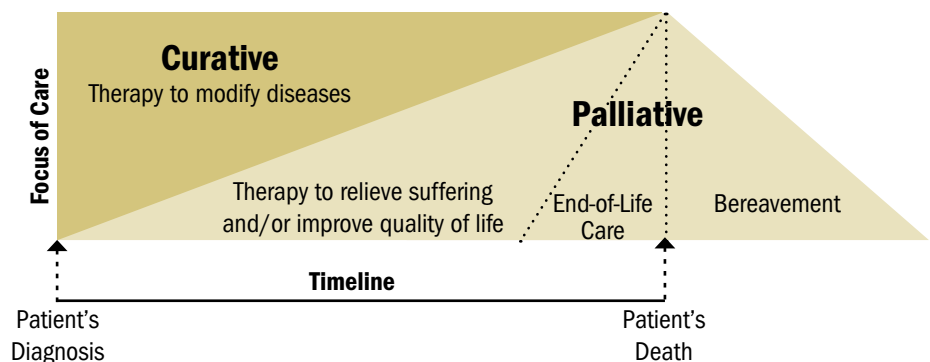 Curative
Therapy to modify diseases
Focus of Care
Palliative
Therapy to relieve suffering
and/or improve quality of life
End-of-Life
Care
Bereavement
Timeline
Patient's
Diagnosis
Patient's
Death